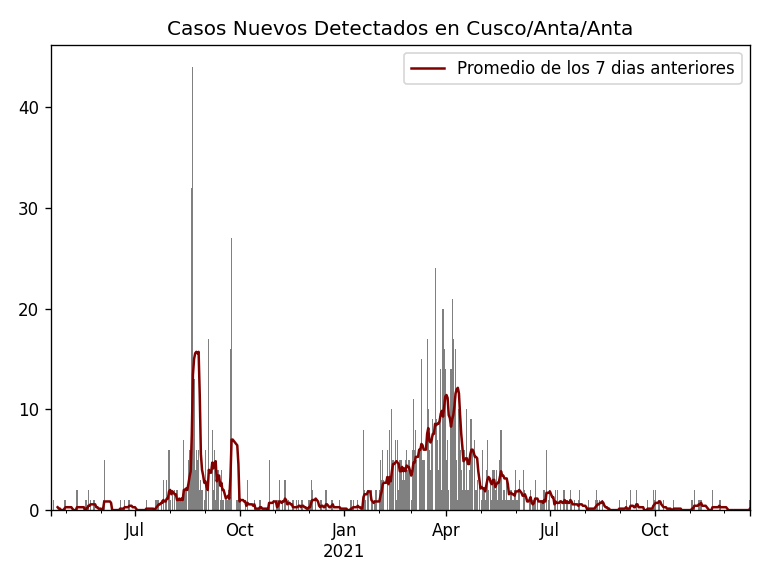 Casos Nuevos Detectados en Cusco/Anta/Anta
Promedio de los 7 dias anteriores
40
30
20
10
0
Jul Oct Jan Apr Jul Oct
2021